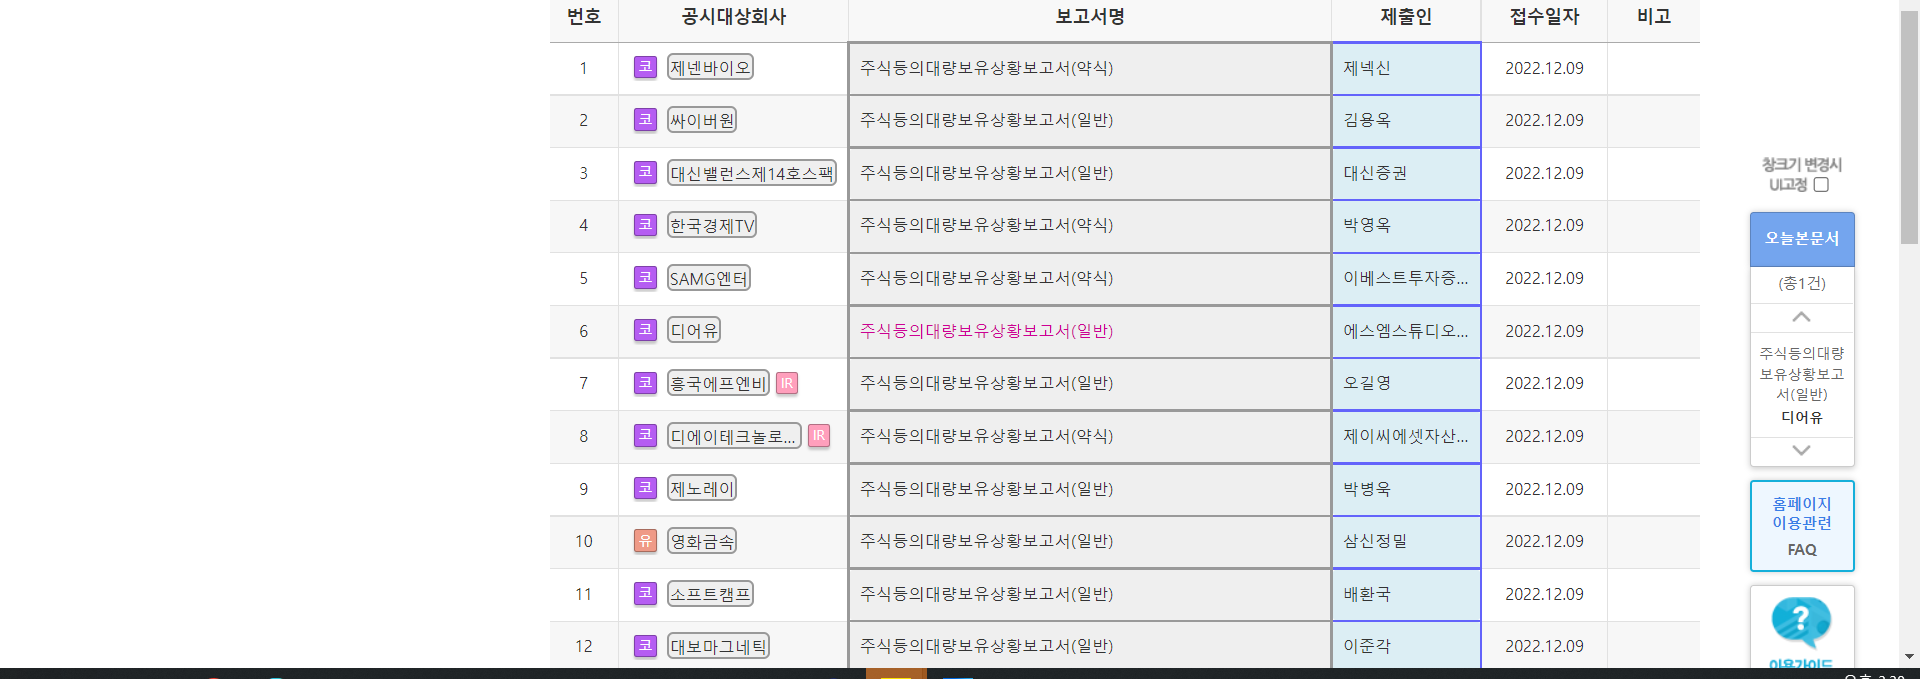 번호 공시대상회사 보고서명 제출인 접수일자 비고
1 코 제넨바이오 주식등의대량보유상황보고서(약식) 제넥신 2022.12.09
2 코 싸이버원 주식등의대량보유상황보고서(일반) 김용옥 2022.12.09
3 코 대신밸런스제14호스팩 주식등의대량보유상황보고서(일반) 대신증권 2022.12.09
4 코 한국경제TV 주식등의대량보유상황보고서(약식) 박영옥 2022.12.09
5 코 SAMG엔터 주식등의대량보유상황보고서(약식) 이베스트투자증... 2022.12.09
6 코 디어유 주식등의대량보유상황보고서(일반) 에스엠스튜디오... 2022.12.09
7 코 흥국에프엔비 IR 주식등의대량보유상황보고서(일반) 오길영 2022.12.09
8 코 디에이테크놀로... IR 주식등의대량보유상황보고서(약식) 제이씨에셋자산... 2022.12.09
9 코 제노레이 주식등의대량보유상황보고서(일반) 박병욱 2022.12.09
10 유 영화금속 주식등의대량보유상황보고서(일반) 삼신정밀 2022.12.09
11 코 소프트캠프 주식등의대량보유상황보고서(일반) 배환국 2022.12.09
12 코 대보마그네틱 주식등의대량보유상황보고서(일반) 이준각 2022.12.09
창크기 변경시
UI고정
오늘본문서
(총1건)
주식등의대량
보유상황보고
서(일반)
디어유
홈페이지
이용관련
FAQ
?
이용가이드